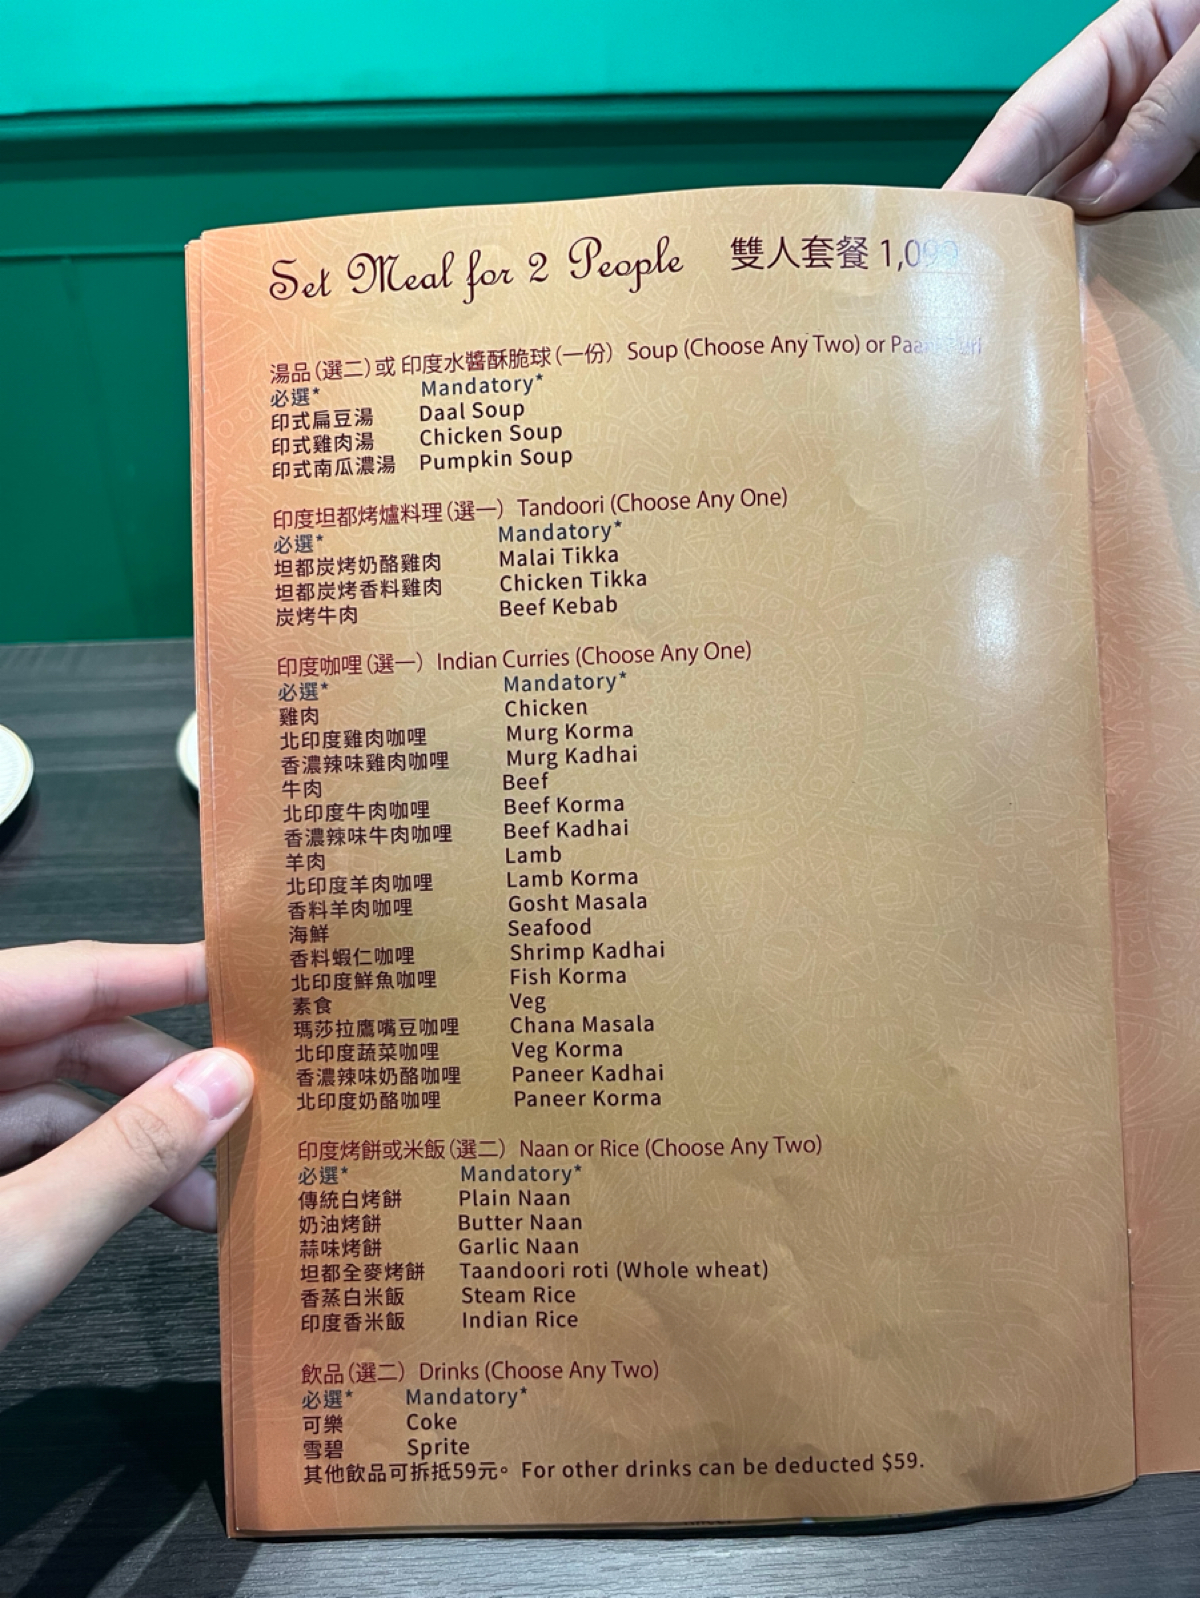 Set Meal for 2 People 雙人套餐 1,099
湯品(選二)或 印度水醬酥脆球(一份) Soup (Choose Any Two) or
必選* Mandatory*
印式扁豆湯 Daal Soup
印式雞肉湯 Chicken Soup
印式南瓜濃湯 Pumpkin Soup
印度坦都烤爐料理(選一) Tandoori (Choose Any One)
必選* Mandatory*
坦都炭烤奶酪雞肉 Malai Tikka
坦都炭烤香料雞肉 Chicken Tikka
炭烤牛肉 Beef Kebab
印度咖哩(選一) Indian Curries (Choose Any One)
必選* Mandatory*
雞肉 Chicken
北印度雞肉咖哩 Murg Korma
香濃辣味雞肉咖哩 Murg Kadhai
牛肉 Beef
北印度牛肉咖哩 Beef Korma
香濃辣味牛肉咖哩 Beef Kadhai
羊肉 Lamb
北印度羊肉咖哩 Lamb Korma
香料羊肉咖哩 Gosht Masala
海鮮 Seafood
香料蝦仁咖哩 Shrimp Kadhai
北印度鮮魚咖哩 Fish Korma
素食 Veg
瑪莎拉鷹嘴豆咖哩 Chana Masala
北印度蔬菜咖哩 Veg Korma
香濃辣味奶酪咖哩 Paneer Kadhai
北印度奶酪咖哩 Paneer Korma
印度烤餅或米飯(選二) Naan or Rice (Choose Any Two)
必選* Mandatory*
傳統白烤餅 Plain Naan
奶油烤餅 Butter Naan
蒜味烤餅 Garlic Naan
坦都全麥烤餅 Taandoori roti (Whole wheat)
香蒸白米飯 Steam Rice
印度香米飯 Indian Rice
飲品(選二) Drinks (Choose Any Two)
必選* Mandatory*
可樂 Coke
雪碧 Sprite
其他飲品可拆抵59元。 For other drinks can be deducted $59.